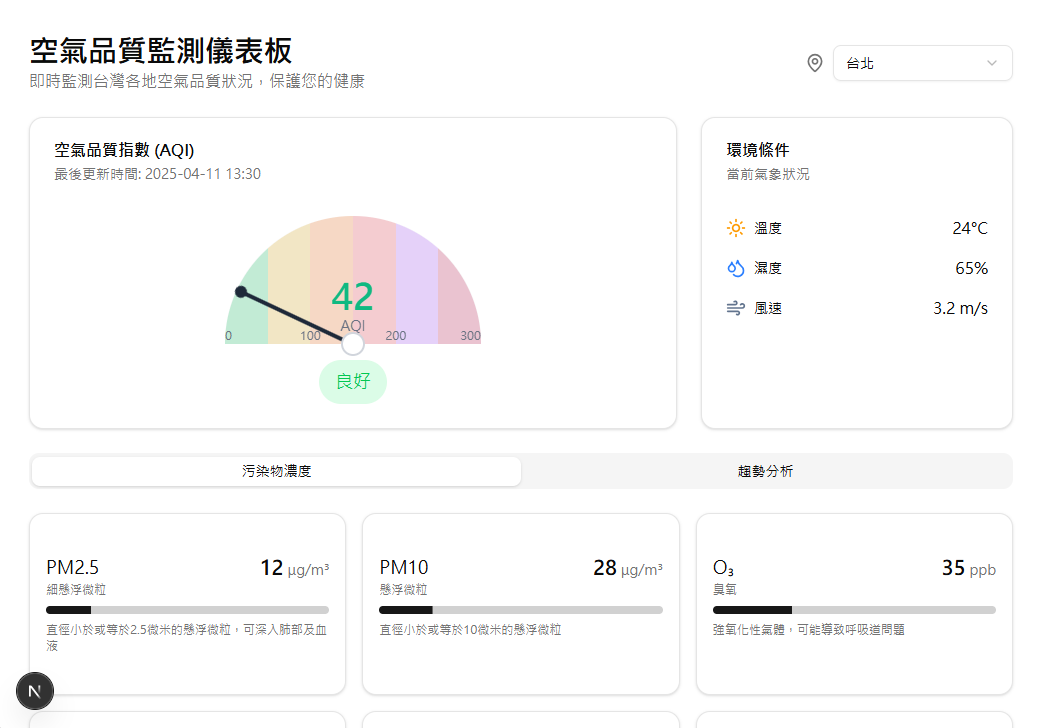 空氣品質監測儀表板
即時監測台灣各地空氣品質狀況，保護您的健康
台北
空氣品質指數 (AQI)
最後更新時間: 2025-04-11 13:30
42
AQI
0 100 200 300
良好
環境條件
當前氣象狀況
溫度 24°C
濕度 65%
風速 3.2 m/s
污染物濃度
趨勢分析
PM2.5 12 μg/m³
細懸浮微粒
直徑小於或等於2.5微米的懸浮微粒，可深入肺部及血
液
PM10 28 μg/m³
懸浮微粒
直徑小於或等於10微米的懸浮微粒
O₃ 35 ppb
臭氧
強氧化性氣體，可能導致呼吸道問題
N